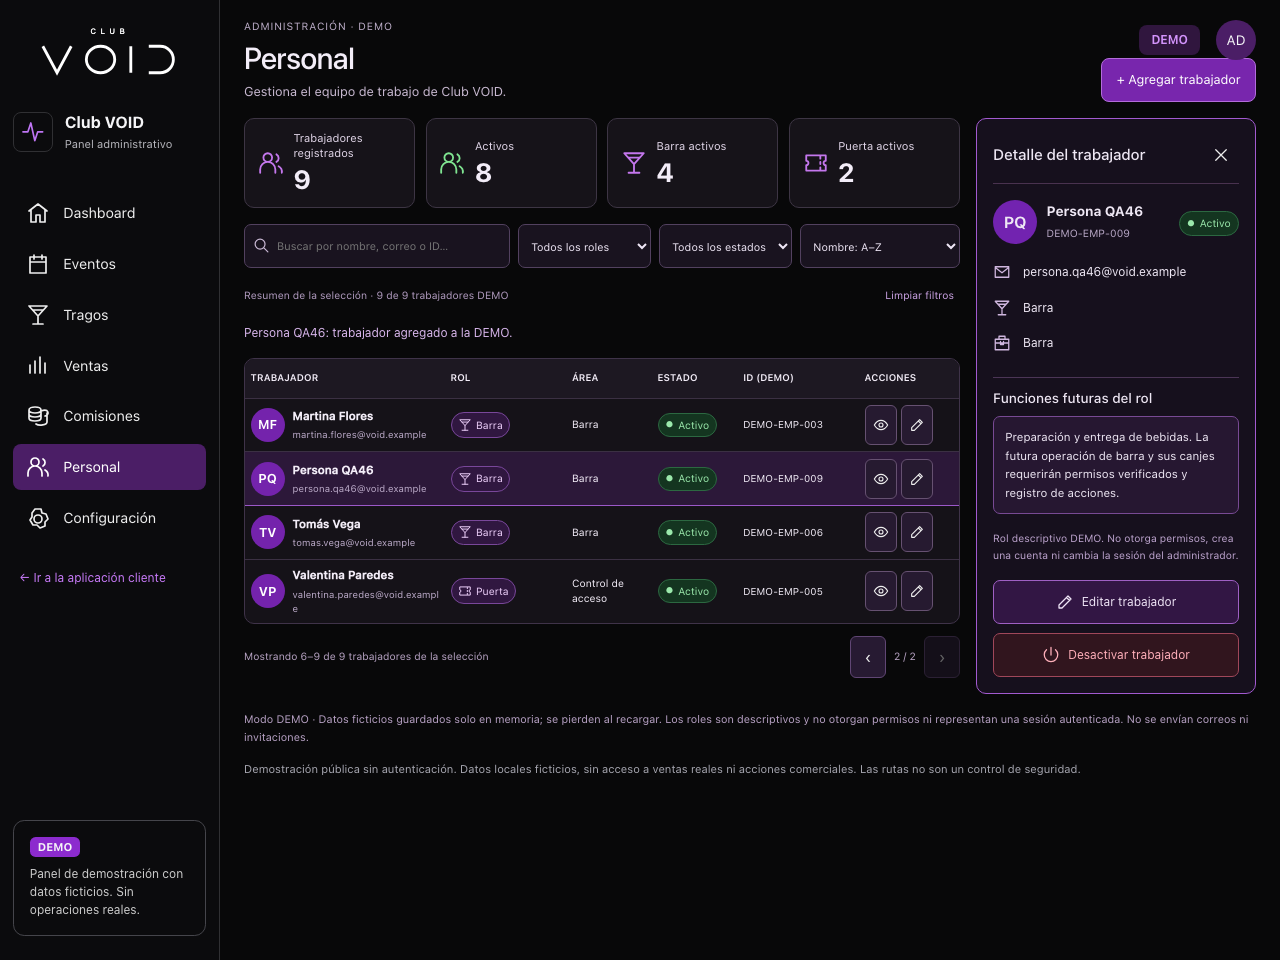 CLUB
VOID
Club VOID
Panel administrativo
Dashboard
Eventos
Tragos
Ventas
Comisiones
Personal
Configuración
← Ir a la aplicación cliente
DEMO
Panel de demostración con
datos ficticios. Sin
operaciones reales.
ADMINISTRACIÓN · DEMO
Personal
Gestiona el equipo de trabajo de Club VOID.
DEMO
AD
+ Agregar trabajador
Trabajadores
registrados
9
Activos
8
Barra activos
4
Puerta activos
2
Buscar por nombre, correo o ID...
Todos los roles
Todos los estados
Nombre: A–Z
Resumen de la selección · 9 de 9 trabajadores DEMO
Limpiar filtros
Persona QA46: trabajador agregado a la DEMO.
TRABAJADOR ROL ÁREA ESTADO ID (DEMO) ACCIONES
MF Martina Flores
martina.flores@void.example
Barra Barra Activo DEMO-EMP-003
PQ Persona QA46
persona.qa46@void.example
Barra Barra Activo DEMO-EMP-009
TV Tomás Vega
tomas.vega@void.example
Barra Barra Activo DEMO-EMP-006
VP Valentina Paredes
valentina.paredes@void.exampl
e
Puerta Control de
acceso
Activo DEMO-EMP-005
Mostrando 6–9 de 9 trabajadores de la selección
‹ 2 / 2 ›
Detalle del trabajador
PQ Persona QA46
DEMO-EMP-009
Activo
persona.qa46@void.example
Barra
Barra
Funciones futuras del rol
Preparación y entrega de bebidas. La
futura operación de barra y sus canjes
requerirán permisos verificados y
registro de acciones.
Rol descriptivo DEMO. No otorga permisos, crea
una cuenta ni cambia la sesión del administrador.
Editar trabajador
Desactivar trabajador
Modo DEMO · Datos ficticios guardados solo en memoria; se pierden al recargar. Los roles son descriptivos y no otorgan permisos ni representan una sesión autenticada. No se envían correos ni
invitaciones.
Demostración pública sin autenticación. Datos locales ficticios, sin acceso a ventas reales ni acciones comerciales. Las rutas no son un control de seguridad.